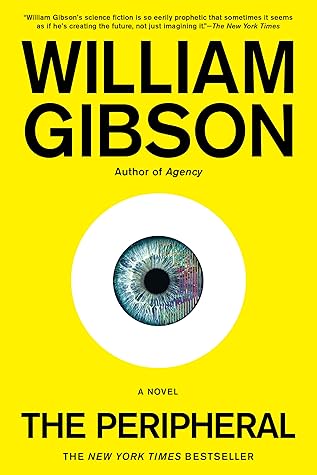 "William Gibson's science fiction is so eerily prophetic that sometimes it seems
as if he's creating the future, not just imagining it."—The New York Times
WILLIAM
GIBSON
Author of Agency
A NOVEL
THE PERIPHERAL
THE NEW YORK TIMES BESTSELLER